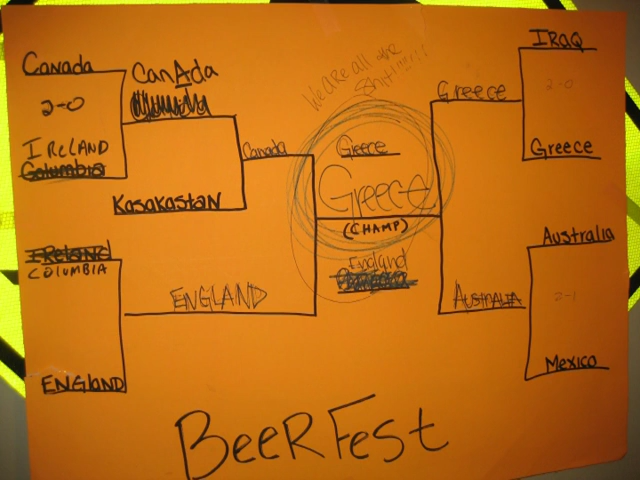 Canada
2-0
IRELAND
Columbia
CanAda
Kasakastan
Canada
IReland
COLUMBIA
ENGLAND
ENGLAND
We are all
Shit!!!!!!
Greece
Greece
(CHAMP)
England
IRAQ
2-0
Greece
Greece
Australia
2-1
AUSTRALIA
Mexico
BeeRFest